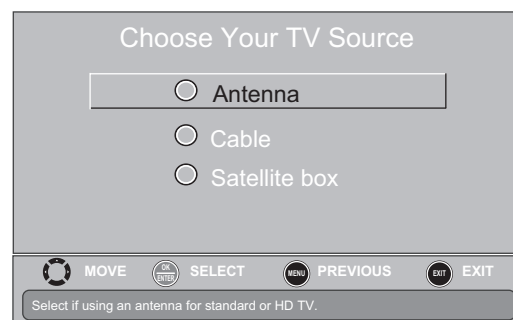 Choose Your TV Source
Antenna
Cable
Satellite box
MOVE OK ENTER SELECT MENU PREVIOUS EXIT EXIT
Select if using an antenna for standard or HD TV.